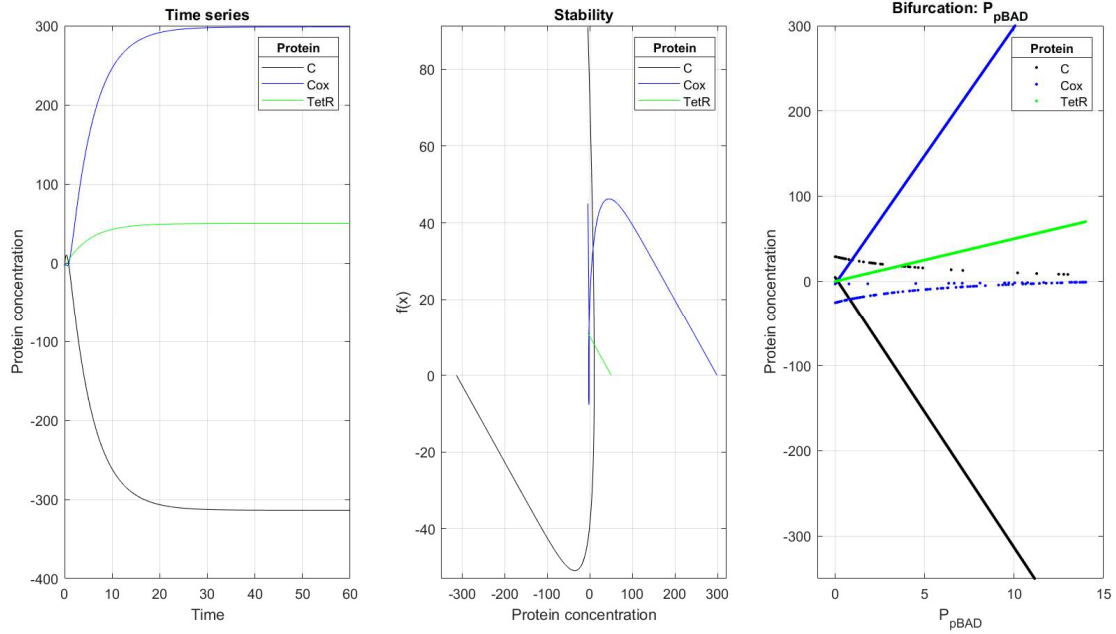 Time series
300
200
100
0
-100
-200
-300
-400
0 10 20 30 40 50 60
Protein concentration
Time
Protein
C
Cox
TetR
Stability
80
60
40
20
0
-20
-40
-300 -200 -100 0 100 200 300
f(x)
Protein concentration
Protein
C
Cox
TetR
Bifurcation: P_pBAD
300
200
100
0
-100
-200
-300
0 5 10 15
Protein concentration
P_pBAD
Protein
C
Cox
TetR